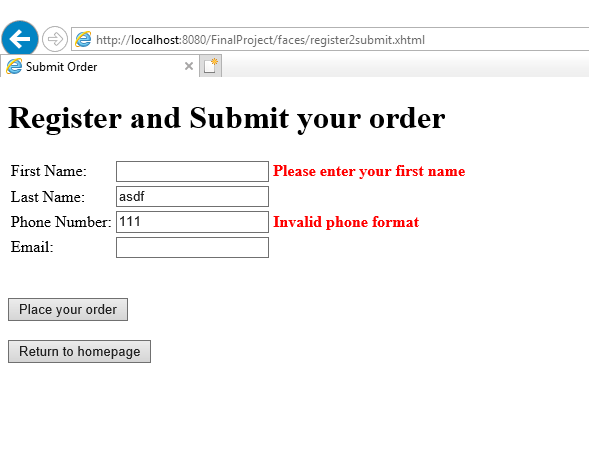 http://localhost:8080/FinalProject/faces/register2submit.xhtml
Submit Order
Register and Submit your order
First Name: Please enter your first name
Last Name: asdf
Phone Number: 111 Invalid phone format
Email:
Place your order
Return to homepage